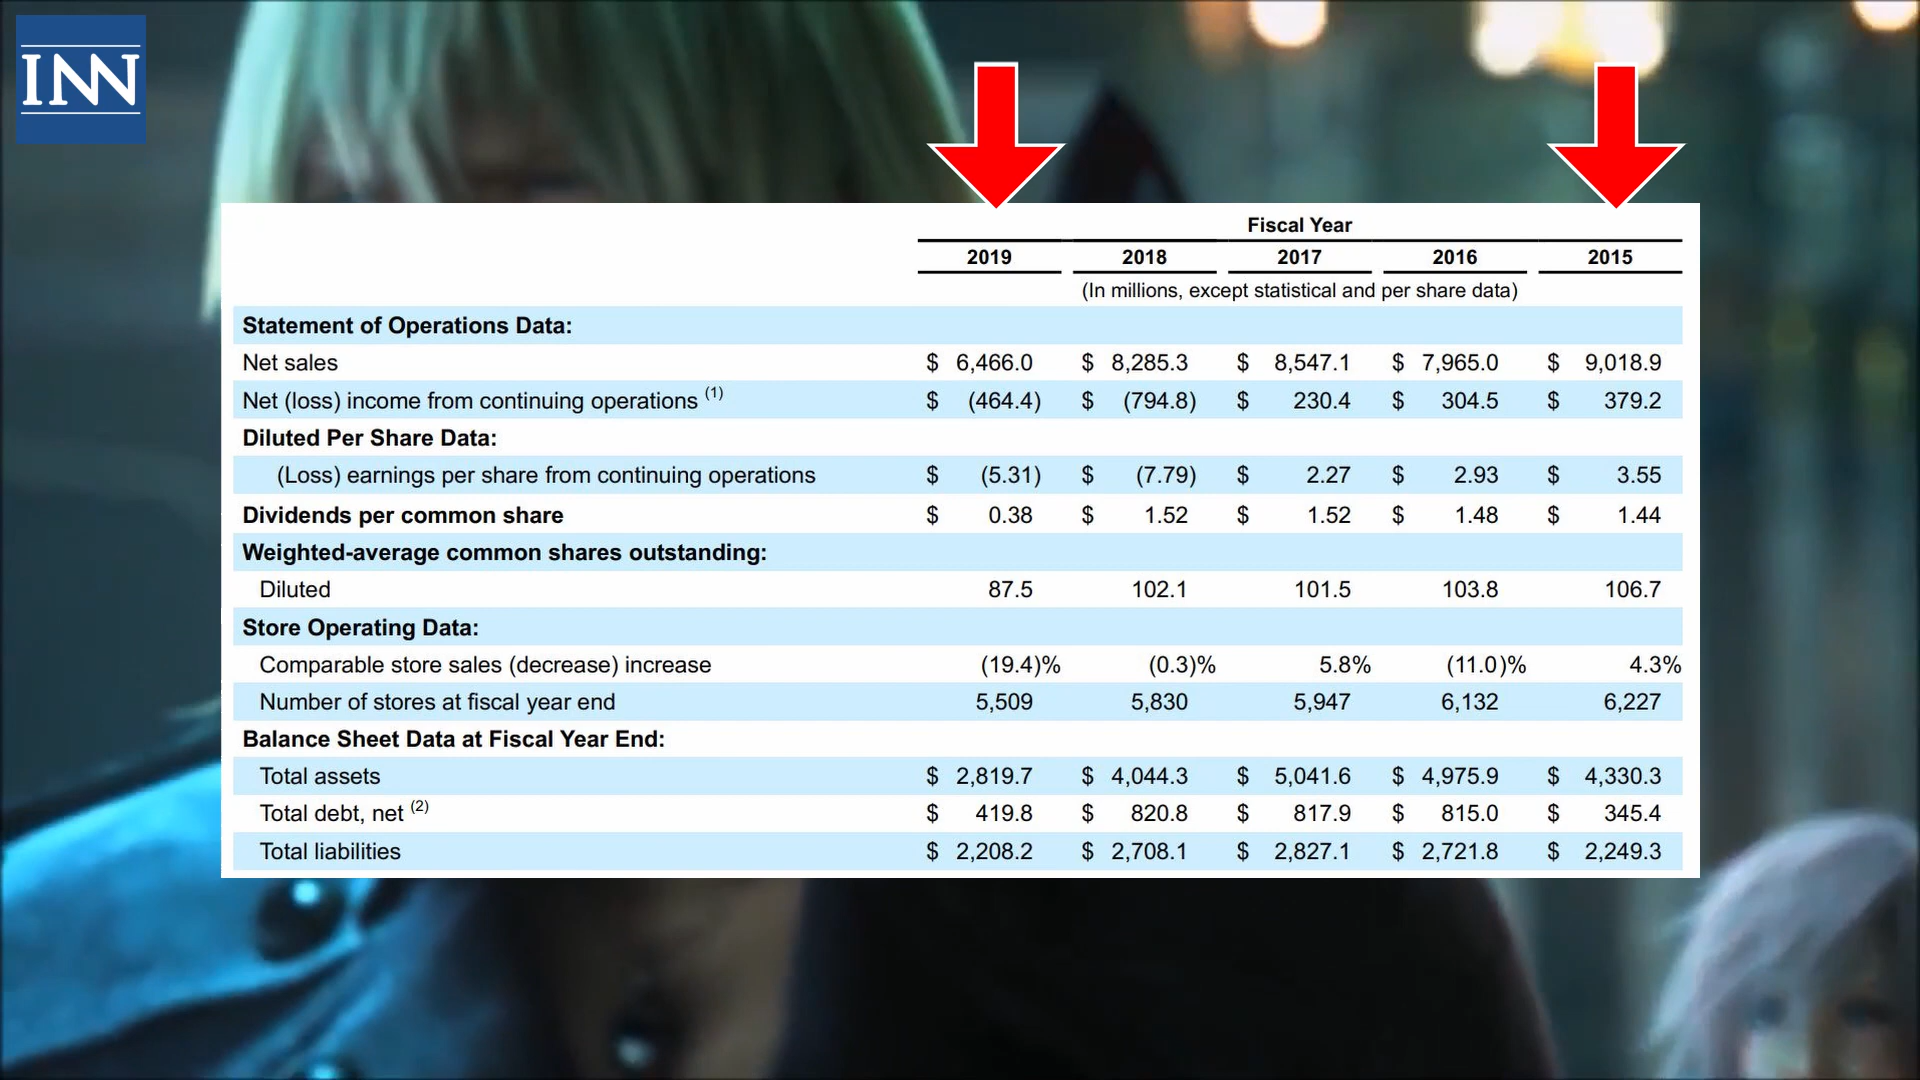 INN
Fiscal Year
2019 2018 2017 2016 2015
(In millions, except statistical and per share data)
Statement of Operations Data:
Net sales $ 6,466.0 $ 8,285.3 $ 8,547.1 $ 7,965.0 $ 9,018.9
Net (loss) income from continuing operations (1) $ (464.4) $ (794.8) $ 230.4 $ 304.5 $ 379.2
Diluted Per Share Data:
(Loss) earnings per share from continuing operations $ (5.31) $ (7.79) $ 2.27 $ 2.93 $ 3.55
Dividends per common share $ 0.38 $ 1.52 $ 1.52 $ 1.48 $ 1.44
Weighted-average common shares outstanding:
Diluted 87.5 102.1 101.5 103.8 106.7
Store Operating Data:
Comparable store sales (decrease) increase (19.4)% (0.3)% 5.8% (11.0)% 4.3%
Number of stores at fiscal year end 5,509 5,830 5,947 6,132 6,227
Balance Sheet Data at Fiscal Year End:
Total assets $ 2,819.7 $ 4,044.3 $ 5,041.6 $ 4,975.9 $ 4,330.3
Total debt, net (2) $ 419.8 $ 820.8 $ 817.9 $ 815.0 $ 345.4
Total liabilities $ 2,208.2 $ 2,708.1 $ 2,827.1 $ 2,721.8 $ 2,249.3